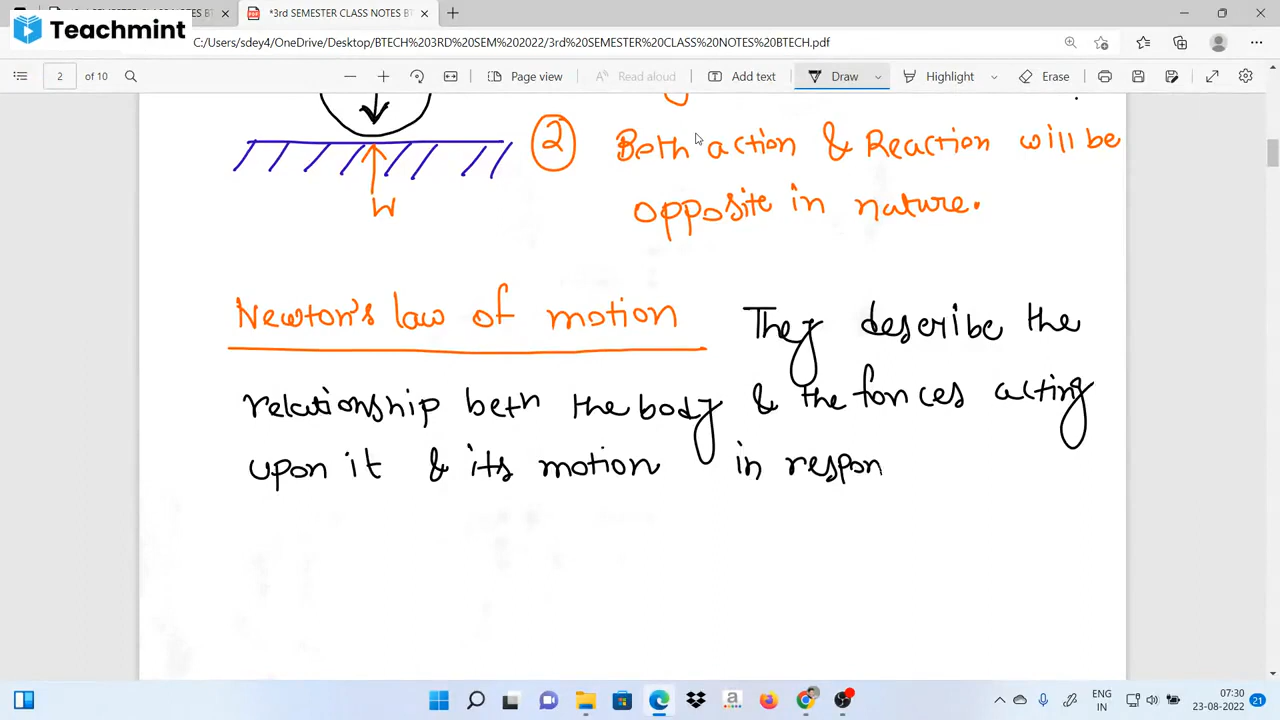 *3rd SEMESTER CLASS NOTES BT
Teachmint
C:/Users/sdey4/OneDrive/Desktop/BTECH%203RD%20SEM%202022/3rd%20SEMESTER%20CLASS%20NOTES%20BTECH.pdf
2 of 10 Page view Read aloud Add text Draw Highlight Erase
2 Both action & Reaction will be
opposite in nature.
W
Newton's law of motion They describe the
relationship betn the body & the forces acting
upon it & its motion in respon
ENG
IN
07:30
23-08-2022
21